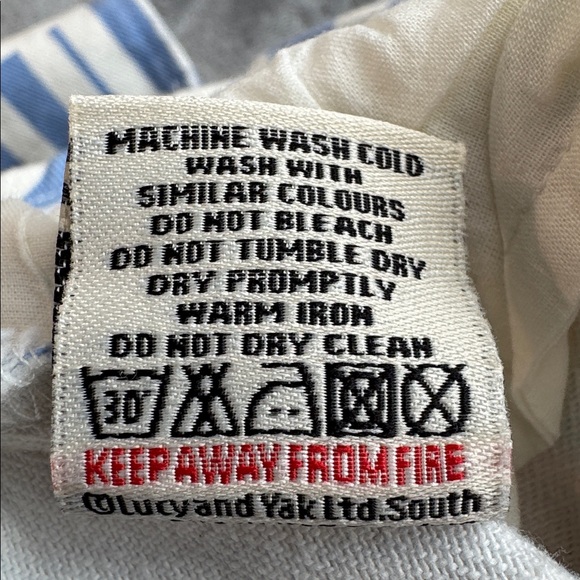 MACHINE WASH COLD
WASH WITH
SIMILAR COLOURS
DO NOT BLEACH
DO NOT TUMBLE DRY
DRY PROMPTLY
WARM IRON
DO NOT DRY CLEAN
30°
KEEP AWAY FROM FIRE
©Lucy and Yak Ltd. South